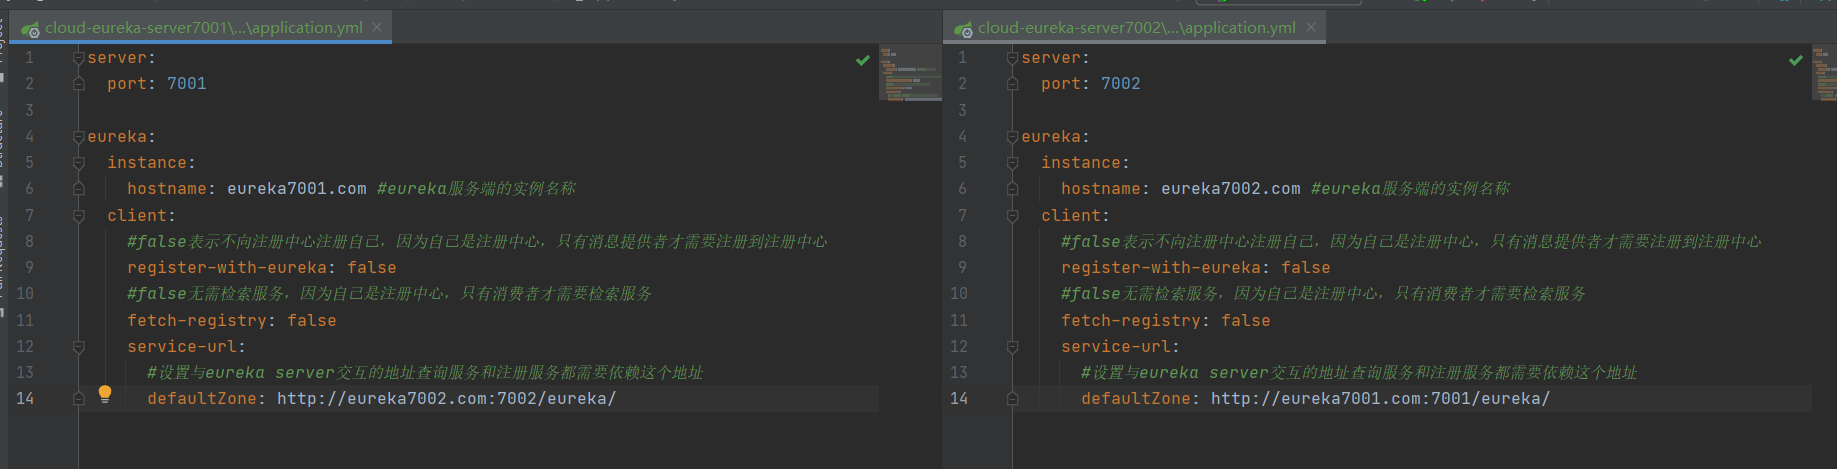 cloud-eureka-server7001\...\application.yml
1 server:
2 port: 7001
3
4 eureka:
5 instance:
6 hostname: eureka7001.com #eureka服务端的实例名称
7 client:
8 #false表示不向注册中心注册自己，因为自己是注册中心，只有消息提供者才需要注册到注册中心
9 register-with-eureka: false
10 #false无需检索服务，因为自己是注册中心，只有消费者才需要检索服务
11 fetch-registry: false
12 service-url:
13 #设置与eureka server交互的地址查询服务和注册服务都需要依赖这个地址
14 defaultZone: http://eureka7002.com:7002/eureka/
cloud-eureka-server7002\...\application.yml
1 server:
2 port: 7002
3
4 eureka:
5 instance:
6 hostname: eureka7002.com #eureka服务端的实例名称
7 client:
8 #false表示不向注册中心注册自己，因为自己是注册中心，只有消息提供者才需要注册到注册中心
9 register-with-eureka: false
10 #false无需检索服务，因为自己是注册中心，只有消费者才需要检索服务
11 fetch-registry: false
12 service-url:
13 #设置与eureka server交互的地址查询服务和注册服务都需要依赖这个地址
14 defaultZone: http://eureka7001.com:7001/eureka/